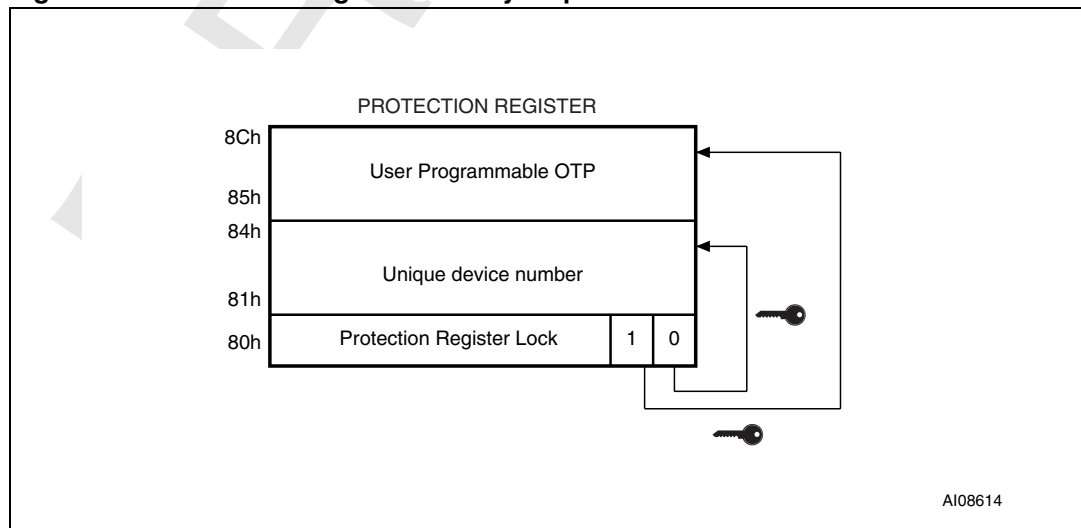 PROTECTION REGISTER
8Ch
User Programmable OTP
85h
84h
Unique device number
81h
80h
Protection Register Lock
1
0
AI08614